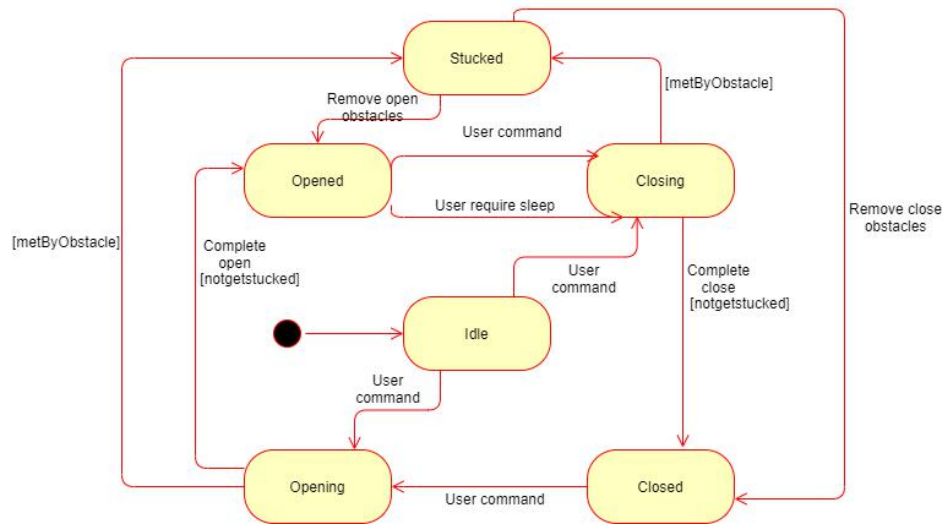 Stucked
[metByObstacle]
Remove open
obstacles
User command
Opened
Closing
User require sleep
Remove close
obstacles
[metByObstacle]
Complete
open
[notgetstucked]
User
command
Complete
close
[notgetstucked]
Idle
User
command
Opening
User command
Closed